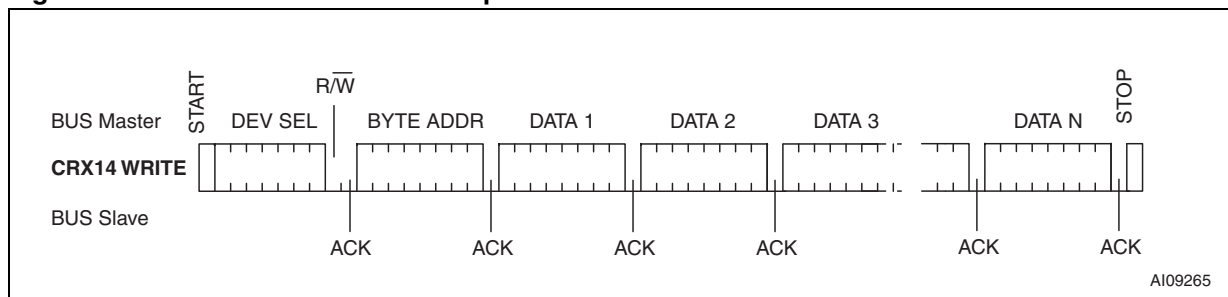 R/W
START
STOP
BUS Master
DEV SEL
BYTE ADDR
DATA 1
DATA 2
DATA 3
DATA N
CRX14 WRITE
BUS Slave
ACK
ACK
ACK
ACK
ACK
ACK
AI09265